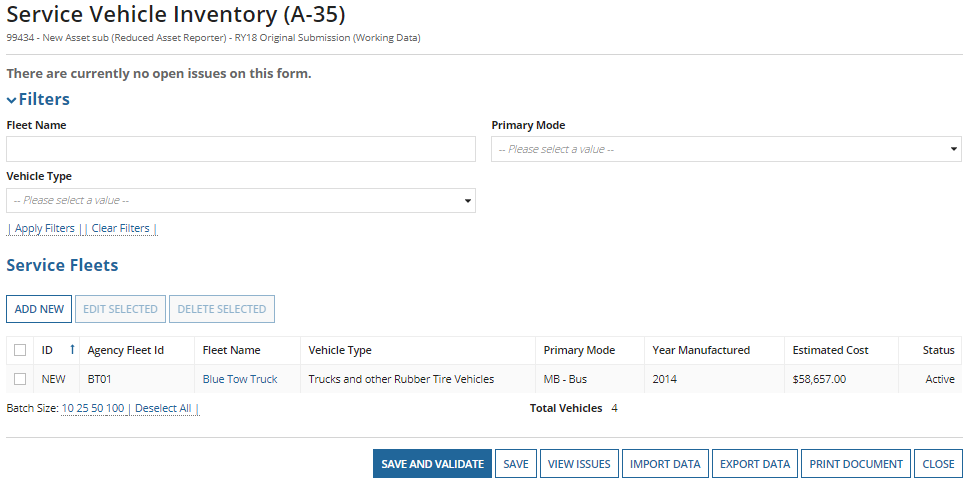 Service Vehicle Inventory (A-35)
99434 - New Asset sub (Reduced Asset Reporter) - RY18 Original Submission (Working Data)
There are currently no open issues on this form.
Filters
Fleet Name Primary Mode
-- Please select a value --
Vehicle Type
-- Please select a value --
| Apply Filters || Clear Filters |
Service Fleets
ADD NEW EDIT SELECTED DELETE SELECTED
ID ↑ Agency Fleet Id Fleet Name Vehicle Type Primary Mode Year Manufactured Estimated Cost Status
NEW BT01 Blue Tow Truck Trucks and other Rubber Tire Vehicles MB - Bus 2014 $58,657.00 Active
Batch Size: 10 25 50 100 | Deselect All | Total Vehicles 4
SAVE AND VALIDATE SAVE VIEW ISSUES IMPORT DATA EXPORT DATA PRINT DOCUMENT CLOSE